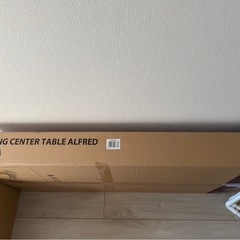 NG CENTER TABLE ALFRED